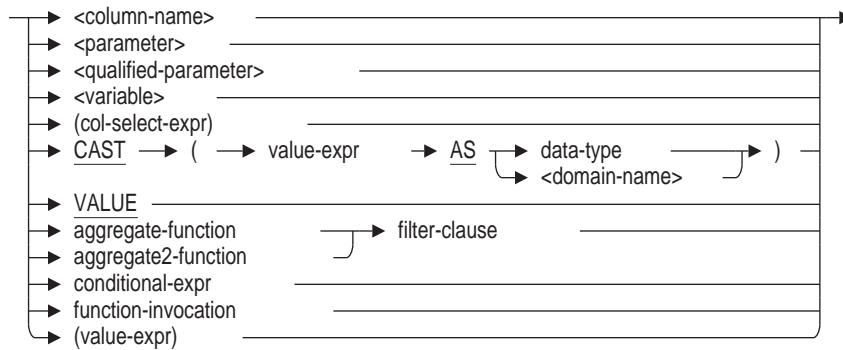 <column-name>
<parameter>
<qualified-parameter>
<variable>
(col-select-expr)
CAST ( value-expr AS data-type )
<domain-name>
VALUE
aggregate-function filter-clause
aggregate2-function
conditional-expr
function-invocation
(value-expr)